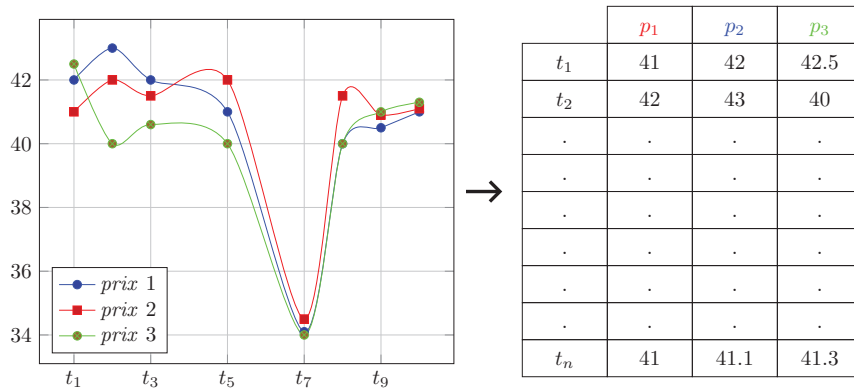 42
40
38
36
34
t₁ t₃ t₅ t₇ t₉
prix 1
prix 2
prix 3
p₁ p₂ p₃
t₁ 41 42 42.5
t₂ 42 43 40
. . . .
. . . .
. . . .
. . . .
. . . .
. . . .
tₙ 41 41.1 41.3